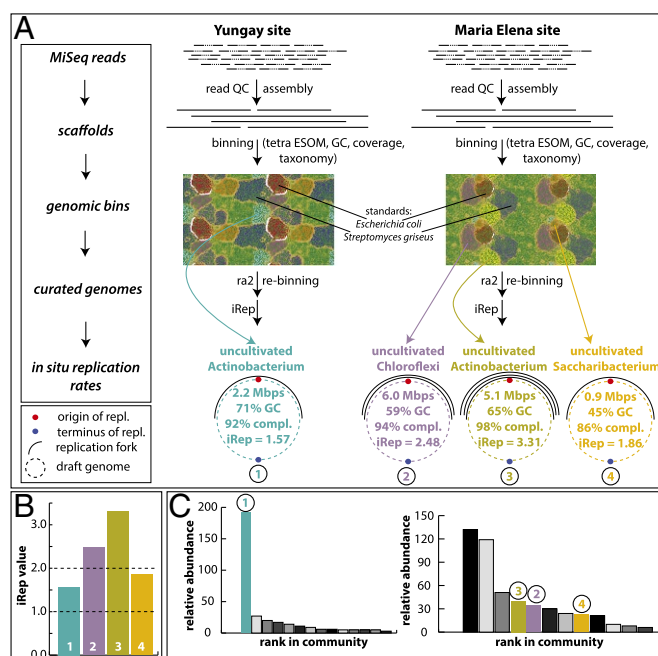 A
Yungay site
Maria Elena site
MiSeq reads
scaffolds
genomic bins
curated genomes
in situ replication
rates
read QC
assembly
read QC
assembly
binning
(tetra ESOM, GC, coverage,
taxonomy)
binning
(tetra ESOM, GC, coverage,
taxonomy)
standards:
Escherichia coli
Streptomyces griseus
ra2
re-binning
iRep
ra2
re-binning
iRep
uncultivated
Actinobacterium
2.2 Mbps
71% GC
92% compl.
iRep = 1.57
1
uncultivated
Chloroflexi
6.0 Mbps
59% GC
94% compl.
iRep = 2.48
2
uncultivated
Actinobacterium
5.1 Mbps
65% GC
98% compl.
iRep = 3.31
3
uncultivated
Saccharibacterium
0.9 Mbps
45% GC
86% compl.
iRep = 1.86
4
origin of repl.
terminus of repl.
replication fork
draft genome
B
iRep value
3.0
2.0
1.0
0.0
1
2
3
4
C
relative abundance
200
150
100
50
0
1
rank in community
relative abundance
150
120
90
60
30
0
3
2
4
rank in community